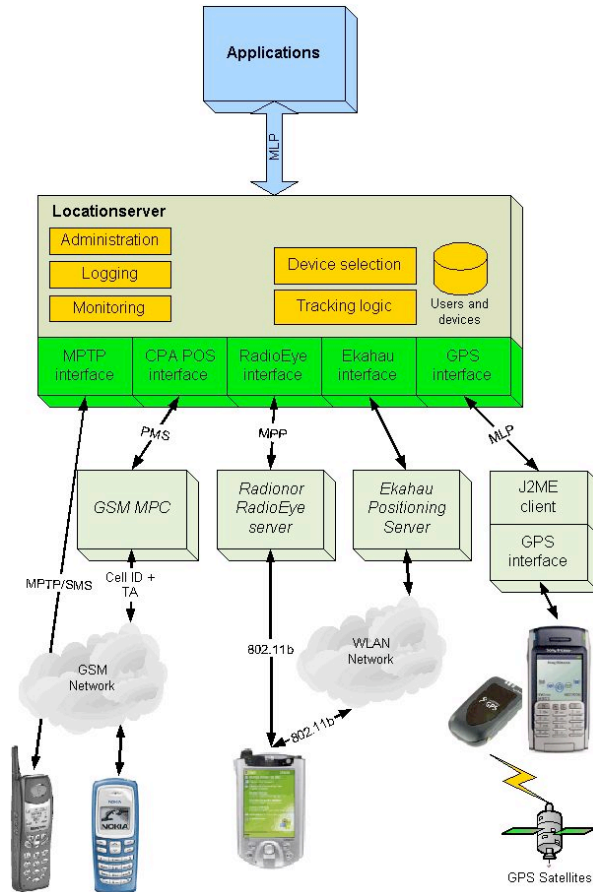 Applications
MLP
Locationserver
Administration
Logging
Monitoring
Device selection
Tracking logic
Users and
devices
MPTP
interface
CPA POS
interface
RadioEye
interface
Ekahau
interface
GPS
interface
PMS
MPP
MLP
GSM MPC
Radionor
RadioEye
server
Ekahau
Positioning
Server
J2ME
client
GPS
interface
MPTP/SMS
Cell ID +
TA
GSM
Network
802.11b
WLAN
Network
802.11b
GPS
NOKIA
GPS Satellites